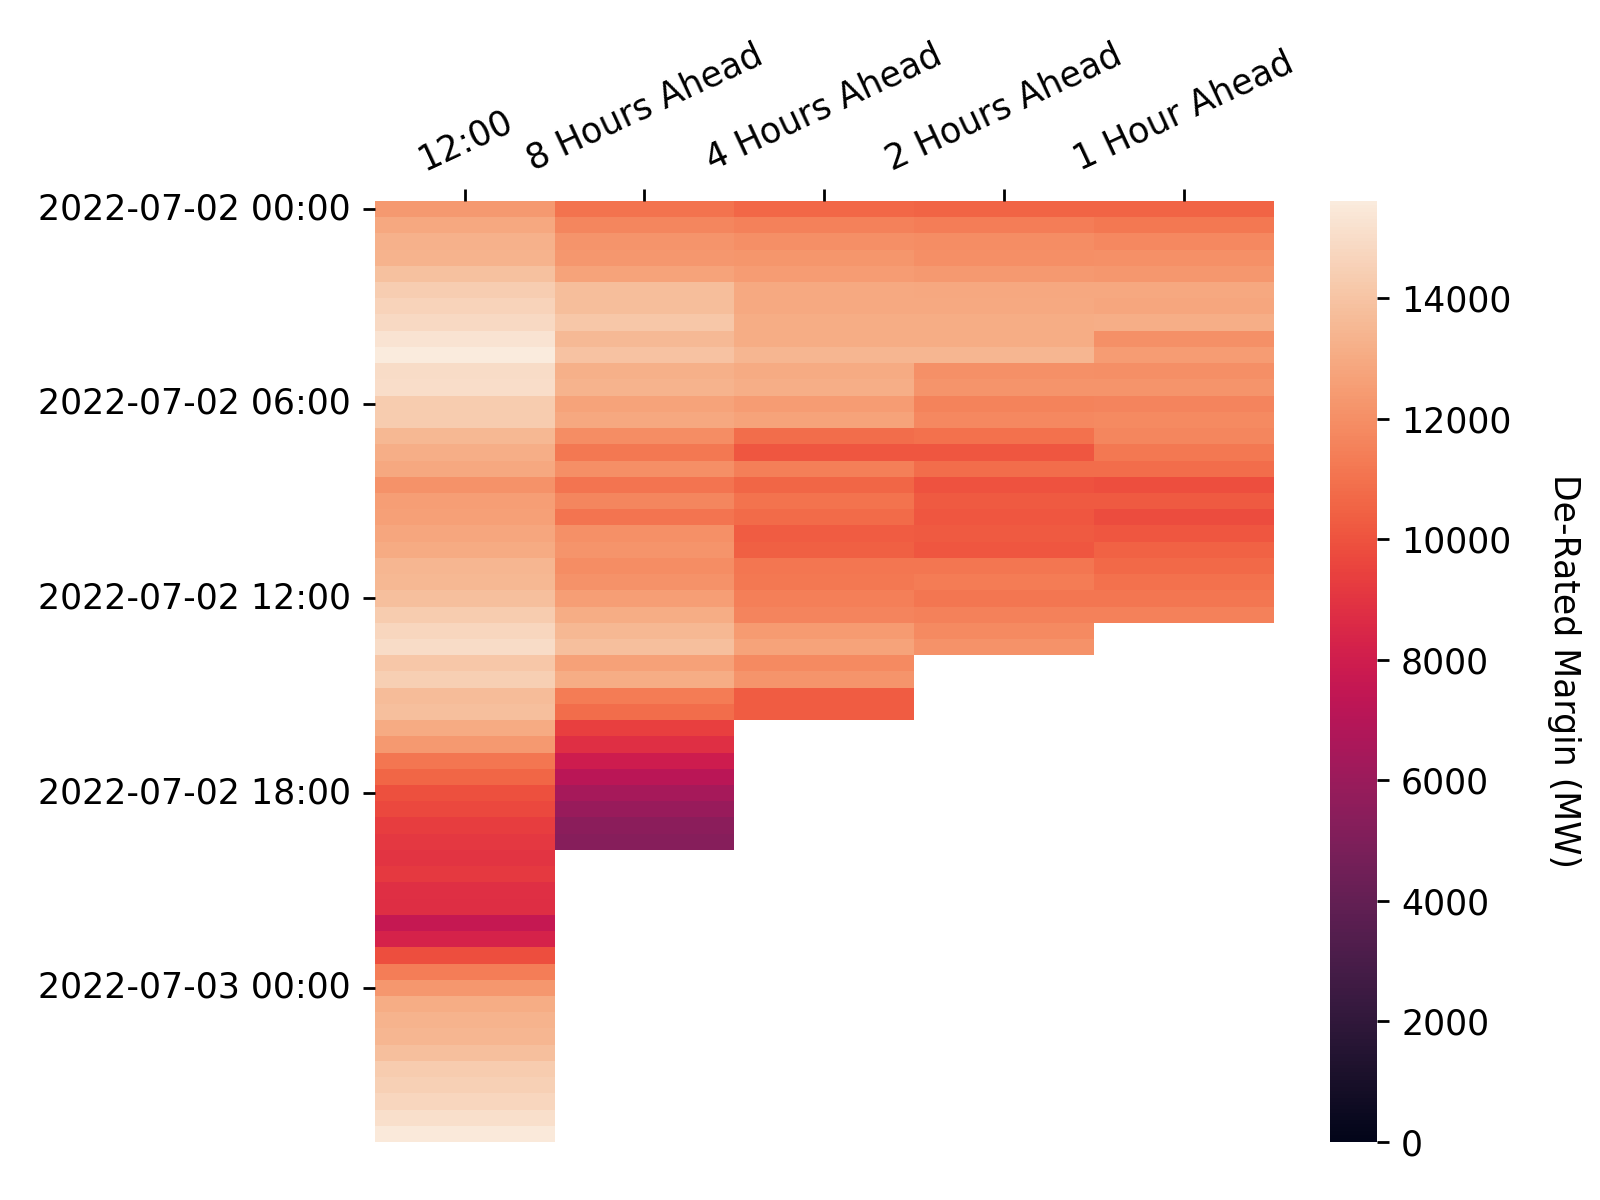 12:00
8 Hours Ahead
4 Hours Ahead
2 Hours Ahead
1 Hour Ahead
2022-07-02 00:00
2022-07-02 06:00
2022-07-02 12:00
2022-07-02 18:00
2022-07-03 00:00
14000
12000
10000
8000
6000
4000
2000
0
De-Rated Margin (MW)